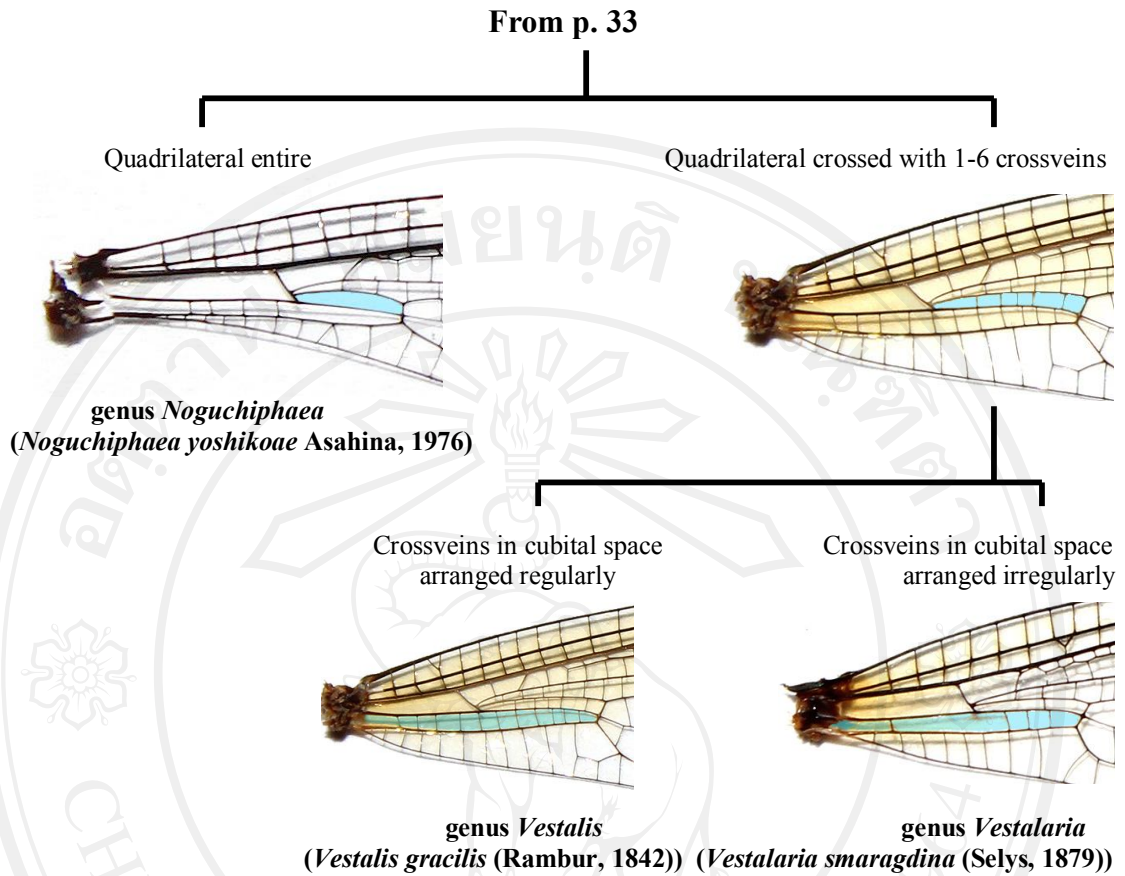 From p. 33
Quadrilateral entire
Quadrilateral crossed with 1-6 crossveins
genus Noguchiphaea
(Noguchiphaea yoshikoae Asahina, 1976)
Crossveins in cubital space
arranged regularly
Crossveins in cubital space
arranged irregularly
genus Vestalis
(Vestalis gracilis (Rambur, 1842))
genus Vestalaria
(Vestalaria smaragdina (Selys, 1879))